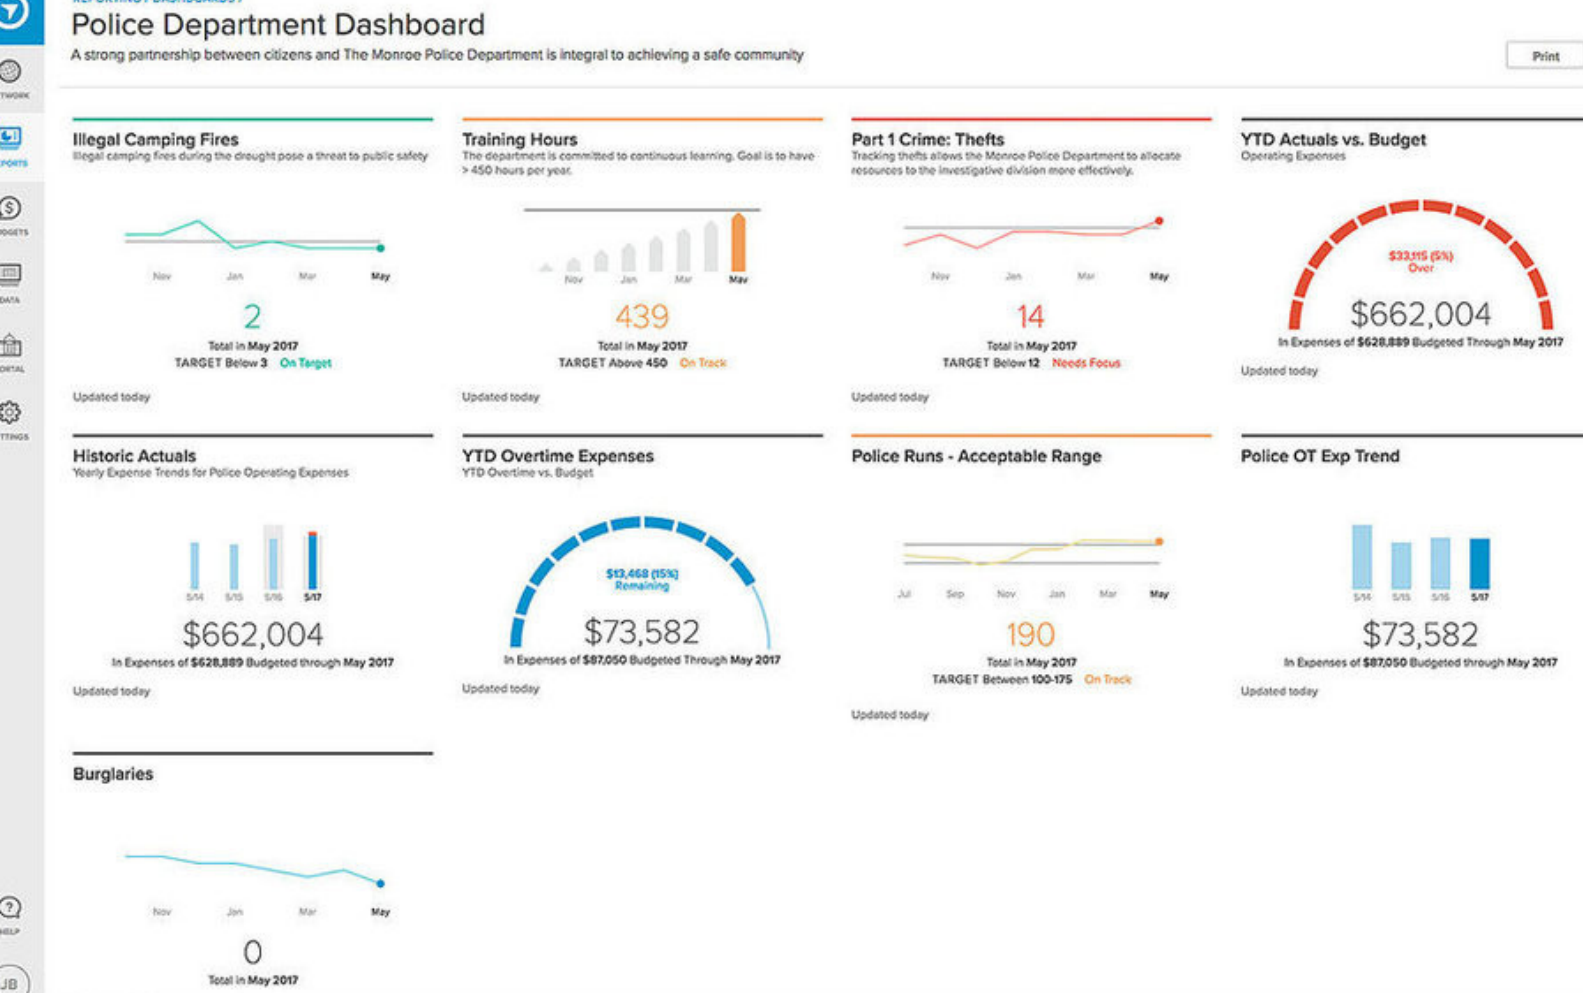 REPORTING / DASHBOARDS /
Police Department Dashboard
A strong partnership between citizens and The Monroe Police Department is integral to achieving a safe community
Print
TWORK
PORTS
DGETS
DATA
ORTAL
TTINGS
HELP
JB
Illegal Camping Fires
Illegal camping fires during the drought pose a threat to public safety
Nov Jan Mar May
2
Total in May 2017
TARGET Below 3 On Target
Updated today
Training Hours
The department is committed to continuous learning. Goal is to have
> 450 hours per year.
Nov Jan Mar May
439
Total in May 2017
TARGET Above 450 On Track
Updated today
Part 1 Crime: Thefts
Tracking thefts allows the Monroe Police Department to allocate
resources to the investigative division more effectively.
Nov Jan Mar May
14
Total in May 2017
TARGET Below 12 Needs Focus
Updated today
YTD Actuals vs. Budget
Operating Expenses
$33,115 (5%)
Over
$662,004
In Expenses of $628,889 Budgeted Through May 2017
Updated today
Historic Actuals
Yearly Expense Trends for Police Operating Expenses
5/14 5/15 5/16 5/17
$662,004
In Expenses of $628,889 Budgeted through May 2017
Updated today
YTD Overtime Expenses
YTD Overtime vs. Budget
$13,468 (15%)
Remaining
$73,582
In Expenses of $87,050 Budgeted Through May 2017
Updated today
Police Runs - Acceptable Range
Jul Sep Nov Jan Mar May
190
Total in May 2017
TARGET Between 100-175 On Track
Updated today
Police OT Exp Trend
5/14 5/15 5/16 5/17
$73,582
In Expenses of $87,050 Budgeted through May 2017
Updated today
Burglaries
Nov Jan Mar May
0
Total in May 2017